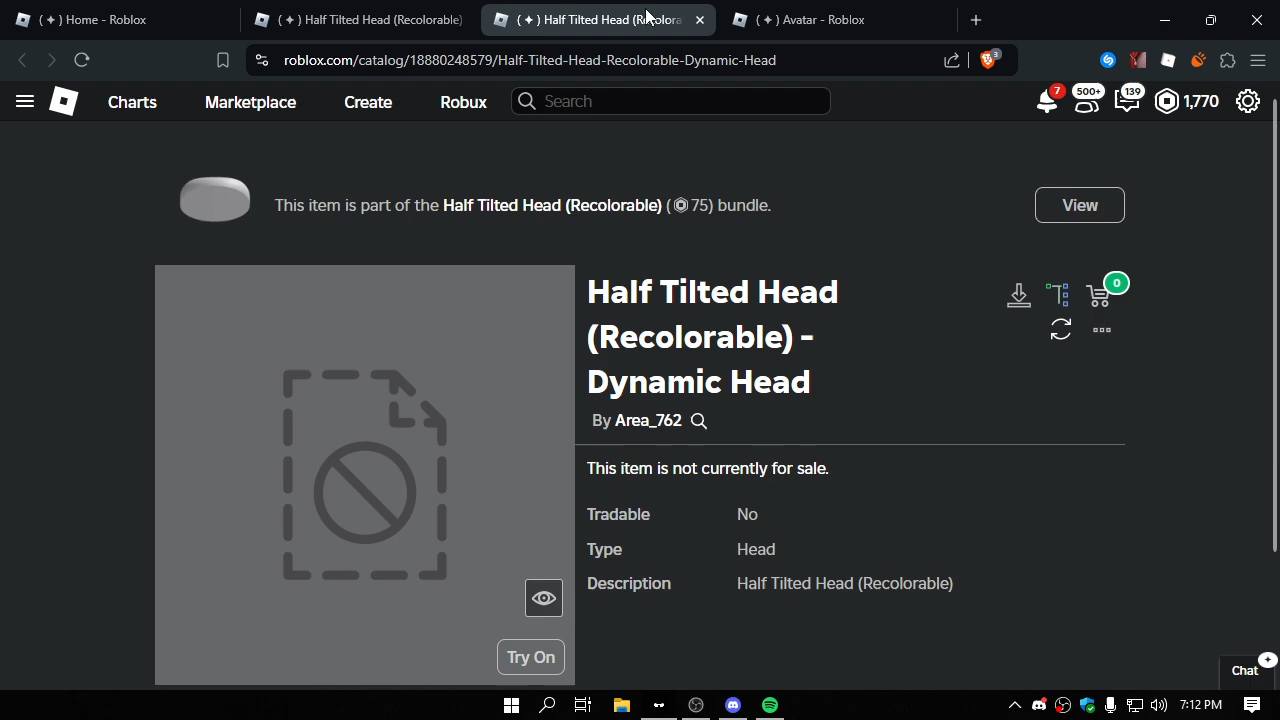 ( ✦ ) Home - Roblox
( ✦ ) Half Tilted Head (Recolorable)
( ✦ ) Half Tilted Head
( ✦ ) Avatar - Roblox
roblox.com/catalog/18880248579/Half-Tilted-Head-Recolorable-Dynamic-Head
3
Charts
Marketplace
Create
Robux
Search
7
500+
139
1,770
This item is part of the Half Tilted Head (Recolorable) ( 75) bundle.
View
Half Tilted Head
(Recolorable) -
Dynamic Head
0
By Area_762
This item is not currently for sale.
Tradable No
Type Head
Description Half Tilted Head (Recolorable)
Try On
Chat
7:12 PM